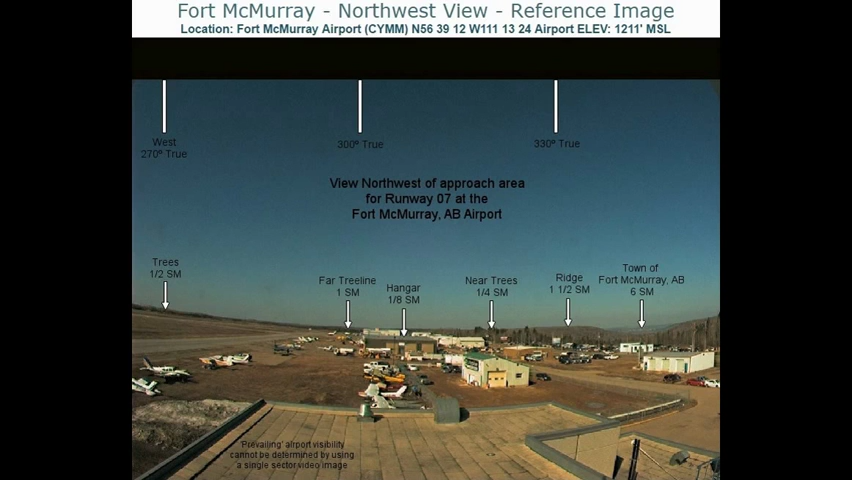 Fort McMurray - Northwest View - Reference Image
Location: Fort McMurray Airport (CYMM) N56 39 12 W111 13 24 Airport ELEV: 1211' MSL
West
270º True
300º True
330º True
View Northwest of approach area
for Runway 07 at the
Fort McMurray, AB Airport
Trees
1/2 SM
Far Treeline
1 SM
Hangar
1/8 SM
Near Trees
1/4 SM
Ridge
1 1/2 SM
Town of
Fort McMurray, AB
6 SM
'Prevailing' airport visibility
cannot be determined by using
a single sector video image